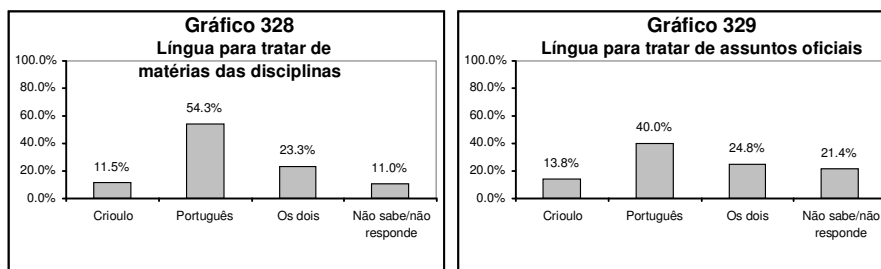 Gráfico 328
Língua para tratar de
matérias das disciplinas
100.0%
80.0%
60.0%
40.0%
20.0%
0.0%
11.5%
54.3%
23.3%
11.0%
Crioulo
Português
Os dois
Não sabe/não
responde
Gráfico 329
Língua para tratar de assuntos oficiais
100.0%
80.0%
60.0%
40.0%
20.0%
0.0%
13.8%
40.0%
24.8%
21.4%
Crioulo
Português
Os dois
Não sabe/não
responde